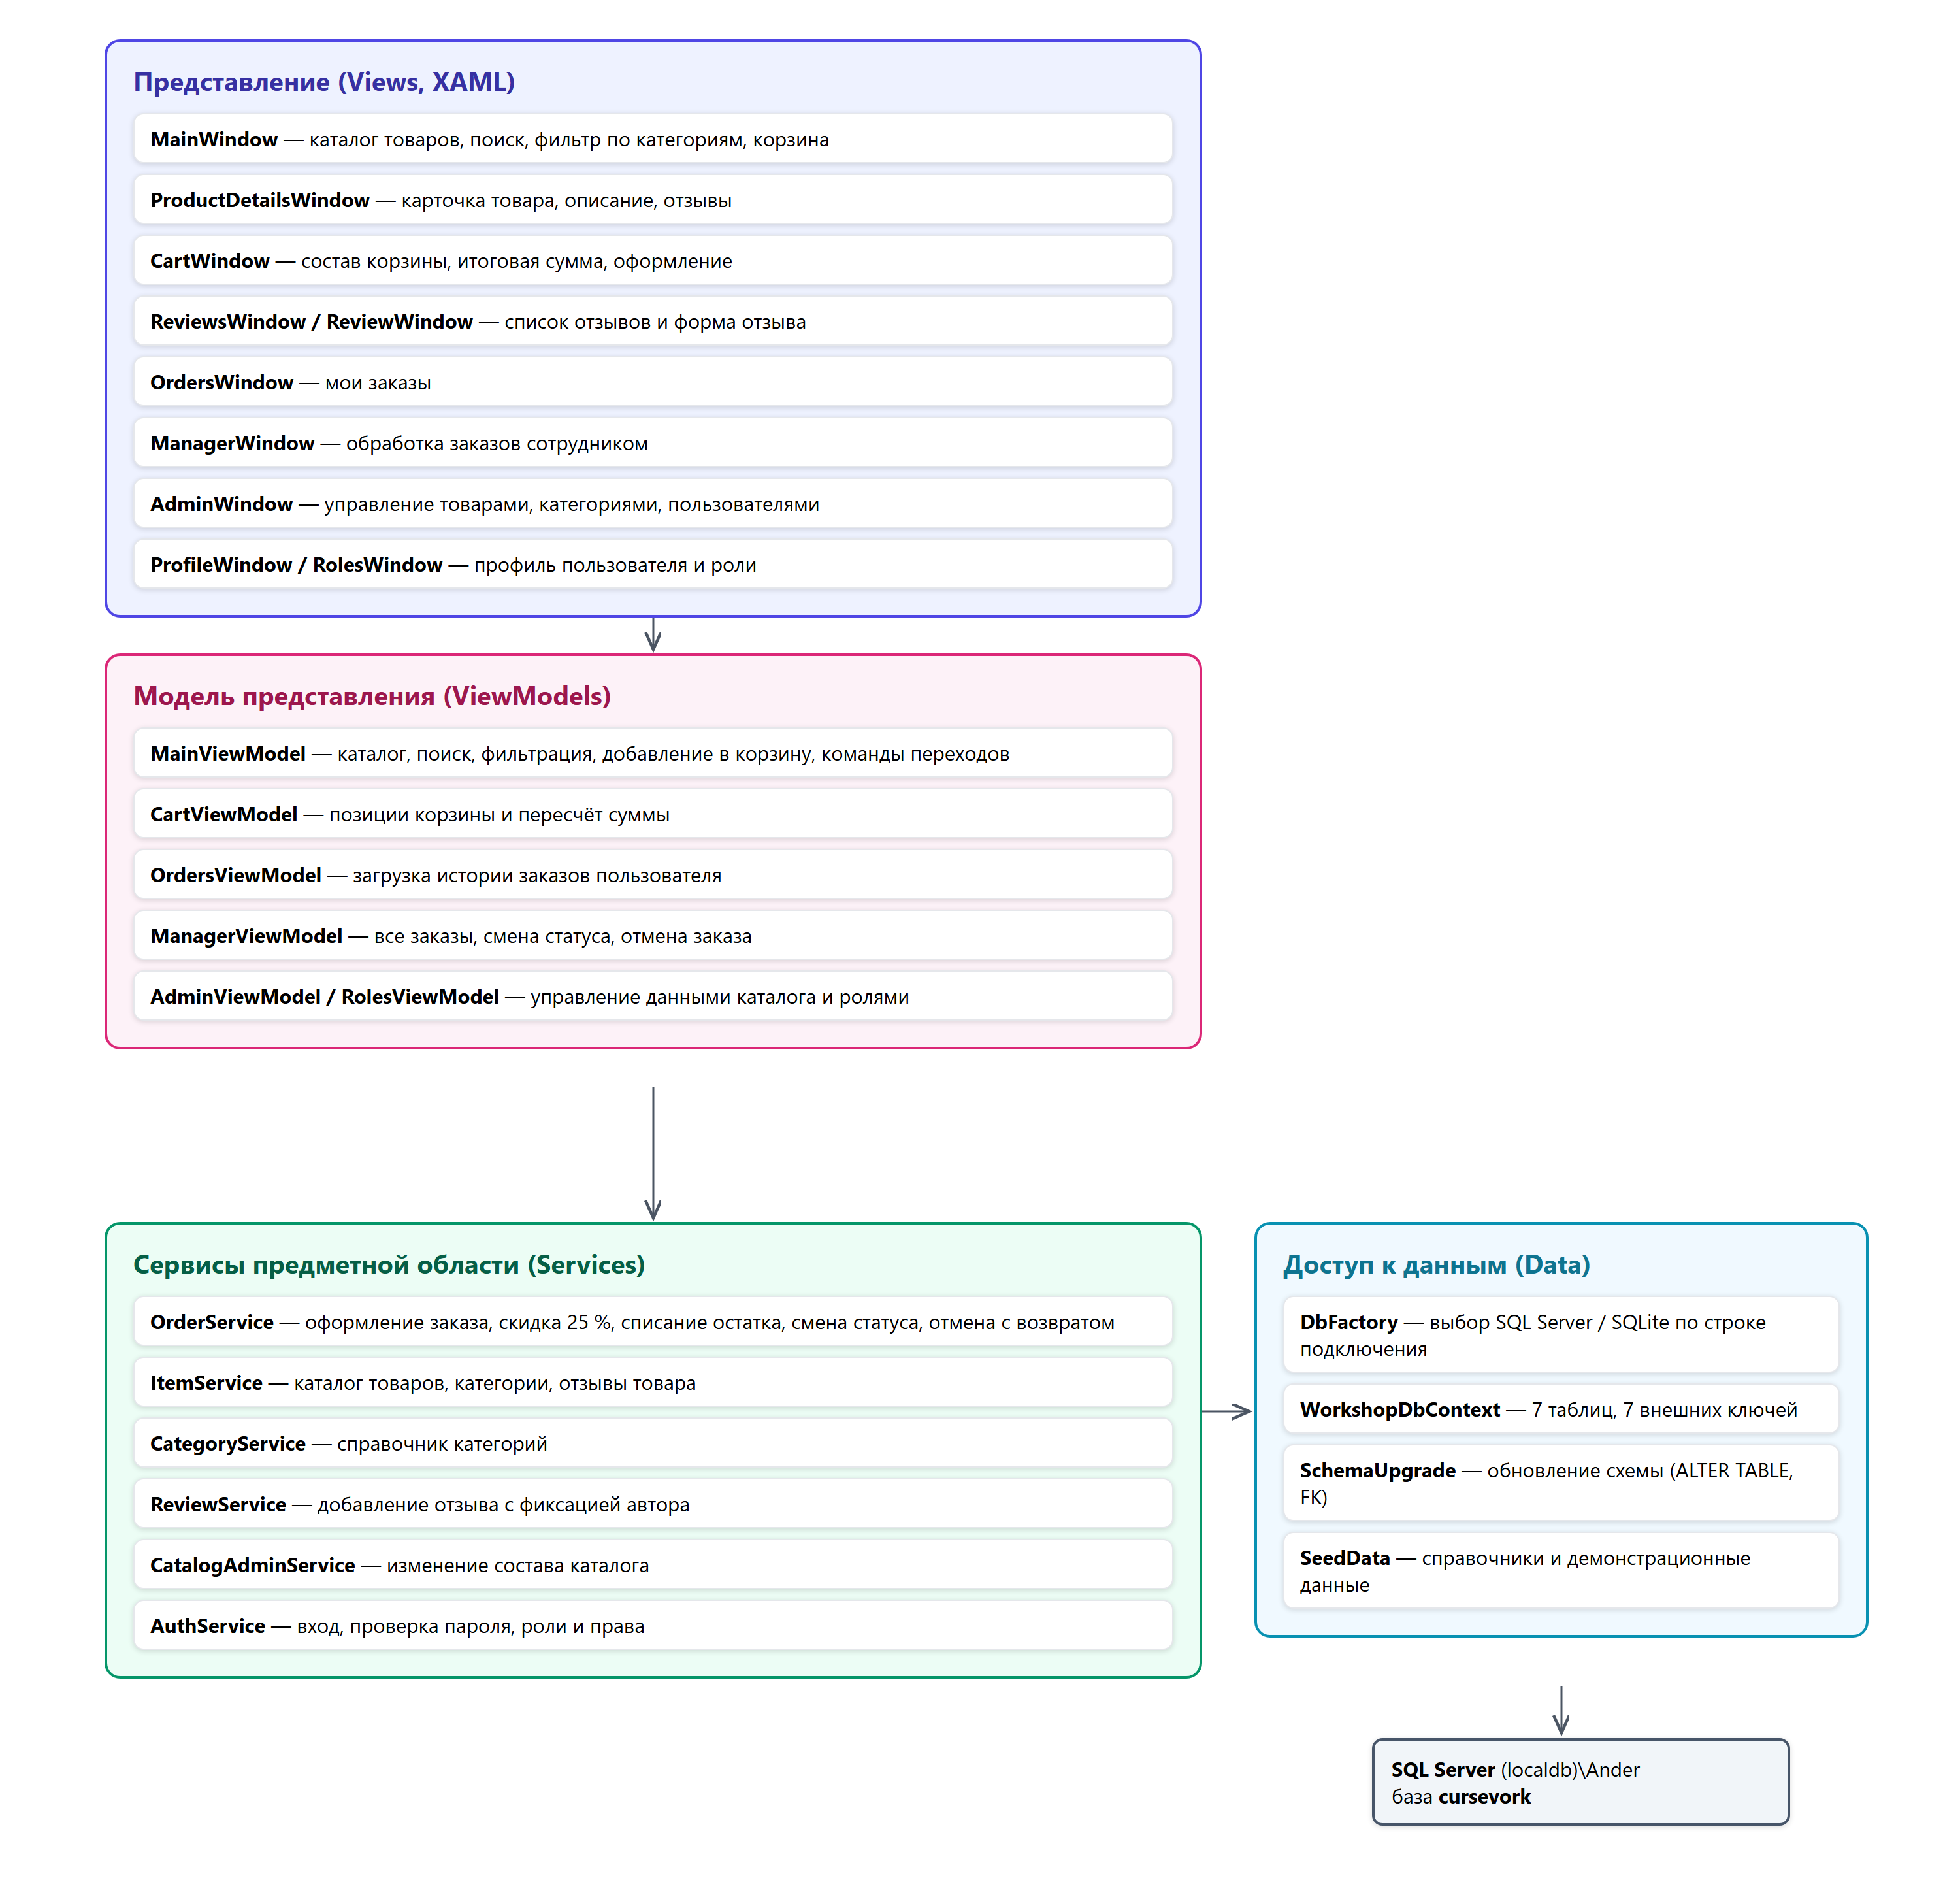 Представление (Views, XAML)
MainWindow — каталог товаров, поиск, фильтр по категориям, корзина
ProductDetailsWindow — карточка товара, описание, отзывы
CartWindow — состав корзины, итоговая сумма, оформление
ReviewsWindow / ReviewWindow — список отзывов и форма отзыва
OrdersWindow — мои заказы
ManagerWindow — обработка заказов сотрудником
AdminWindow — управление товарами, категориями, пользователями
ProfileWindow / RolesWindow — профиль пользователя и роли
Модель представления (ViewModels)
MainViewModel — каталог, поиск, фильтрация, добавление в корзину, команды переходов
CartViewModel — позиции корзины и пересчёт суммы
OrdersViewModel — загрузка истории заказов пользователя
ManagerViewModel — все заказы, смена статуса, отмена заказа
AdminViewModel / RolesViewModel — управление данными каталога и ролями
Сервисы предметной области (Services)
OrderService — оформление заказа, скидка 25 %, списание остатка, смена статуса, отмена с возвратом
ItemService — каталог товаров, категории, отзывы товара
CategoryService — справочник категорий
ReviewService — добавление отзыва с фиксацией автора
CatalogAdminService — изменение состава каталога
AuthService — вход, проверка пароля, роли и права
Доступ к данным (Data)
DbFactory — выбор SQL Server / SQLite по строке
подключения
WorkshopDbContext — 7 таблиц, 7 внешних ключей
SchemaUpgrade — обновление схемы (ALTER TABLE,
FK)
SeedData — справочники и демонстрационные
данные
SQL Server (localdb)\Ander
база cursevork